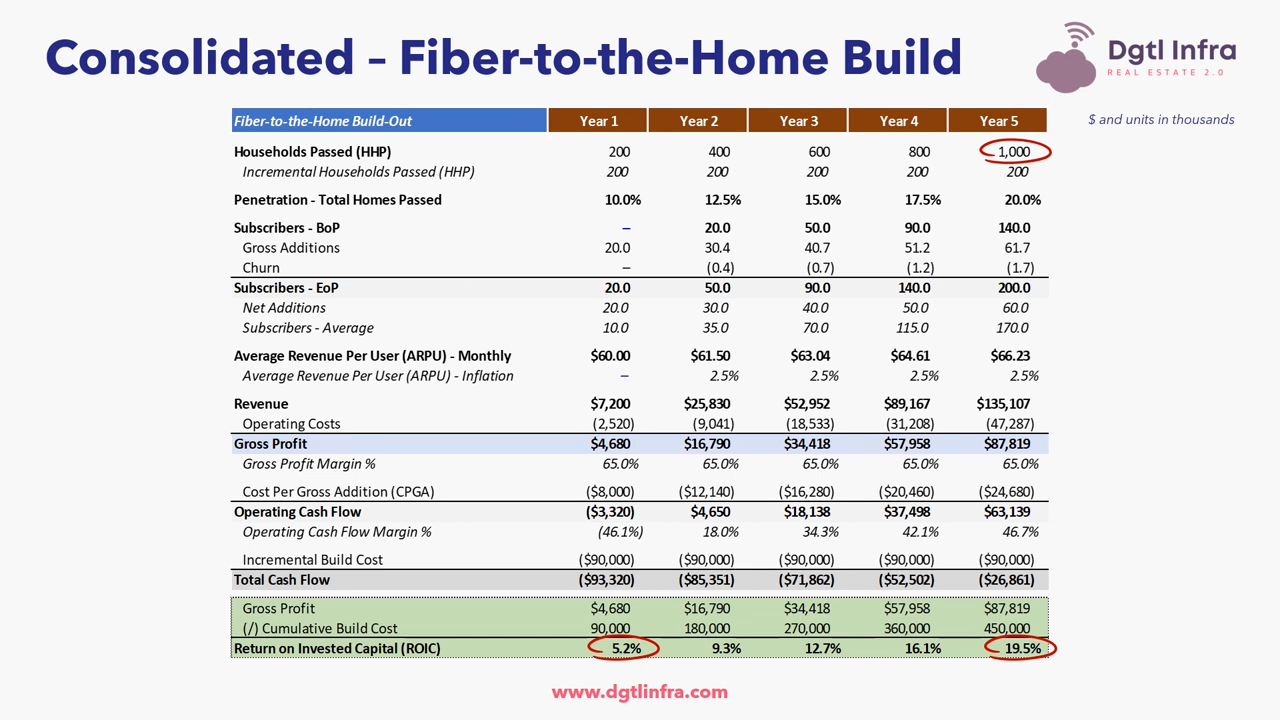 Consolidated – Fiber-to-the-Home Build
Dgtl Infra
REAL ESTATE 2.0
$ and units in thousands
Fiber-to-the-Home Build-Out Year 1 Year 2 Year 3 Year 4 Year 5
Households Passed (HHP) 200 400 600 800 1,000
Incremental Households Passed (HHP) 200 200 200 200 200
Penetration - Total Homes Passed 10.0% 12.5% 15.0% 17.5% 20.0%
Subscribers - BoP – 20.0 50.0 90.0 140.0
Gross Additions 20.0 30.4 40.7 51.2 61.7
Churn – (0.4) (0.7) (1.2) (1.7)
Subscribers - EoP 20.0 50.0 90.0 140.0 200.0
Net Additions 20.0 30.0 40.0 50.0 60.0
Subscribers - Average 10.0 35.0 70.0 115.0 170.0
Average Revenue Per User (ARPU) - Monthly $60.00 $61.50 $63.04 $64.61 $66.23
Average Revenue Per User (ARPU) - Inflation – 2.5% 2.5% 2.5% 2.5%
Revenue $7,200 $25,830 $52,952 $89,167 $135,107
Operating Costs (2,520) (9,041) (18,533) (31,208) (47,287)
Gross Profit $4,680 $16,790 $34,418 $57,958 $87,819
Gross Profit Margin % 65.0% 65.0% 65.0% 65.0% 65.0%
Cost Per Gross Addition (CPGA) ($8,000) ($12,140) ($16,280) ($20,460) ($24,680)
Operating Cash Flow ($3,320) $4,650 $18,138 $37,498 $63,139
Operating Cash Flow Margin % (46.1%) 18.0% 34.3% 42.1% 46.7%
Incremental Build Cost ($90,000) ($90,000) ($90,000) ($90,000) ($90,000)
Total Cash Flow ($93,320) ($85,351) ($71,862) ($52,502) ($26,861)
Gross Profit $4,680 $16,790 $34,418 $57,958 $87,819
(/) Cumulative Build Cost 90,000 180,000 270,000 360,000 450,000
Return on Invested Capital (ROIC) 5.2% 9.3% 12.7% 16.1% 19.5%
www.dgtlinfra.com